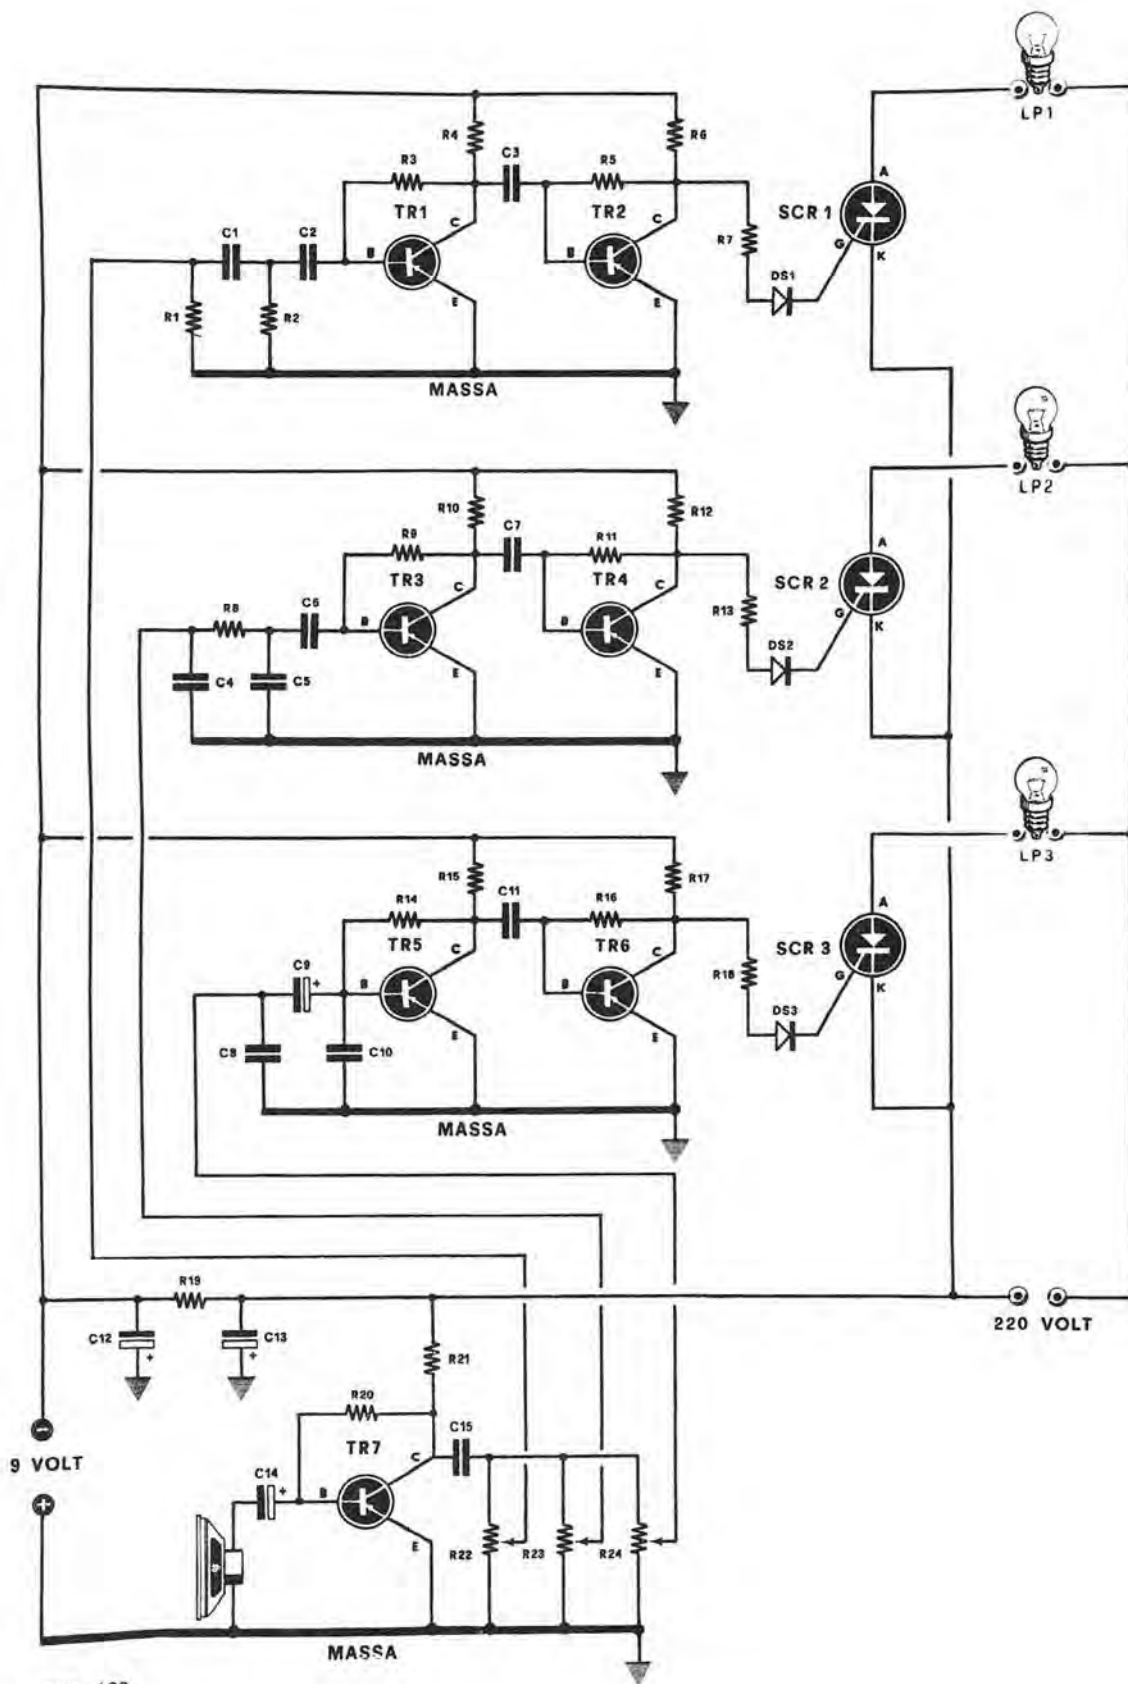 LP1
R4
R6
C3
R3
R5
A
TR1
TR2
SCR 1
C
C
C1
C2
R7
G
K
B
B
DS1
E
E
R1
R2
MASSA
LP2
R10
R12
C7
R9
R11
A
TR3
TR4
SCR 2
C
C
R8
C6
R13
G
K
B
B
DS2
E
E
C4
C5
MASSA
LP3
R15
R17
C11
R14
R16
A
TR5
TR6
SCR 3
C
C
C9
+
R18
G
K
B
B
DS3
E
E
C8
C10
MASSA
R19
C12
+
C13
+
220 VOLT
R21
R20
C15
-
TR7
9 VOLT
C
C14
+
B
+
E
R22
R23
R24
MASSA